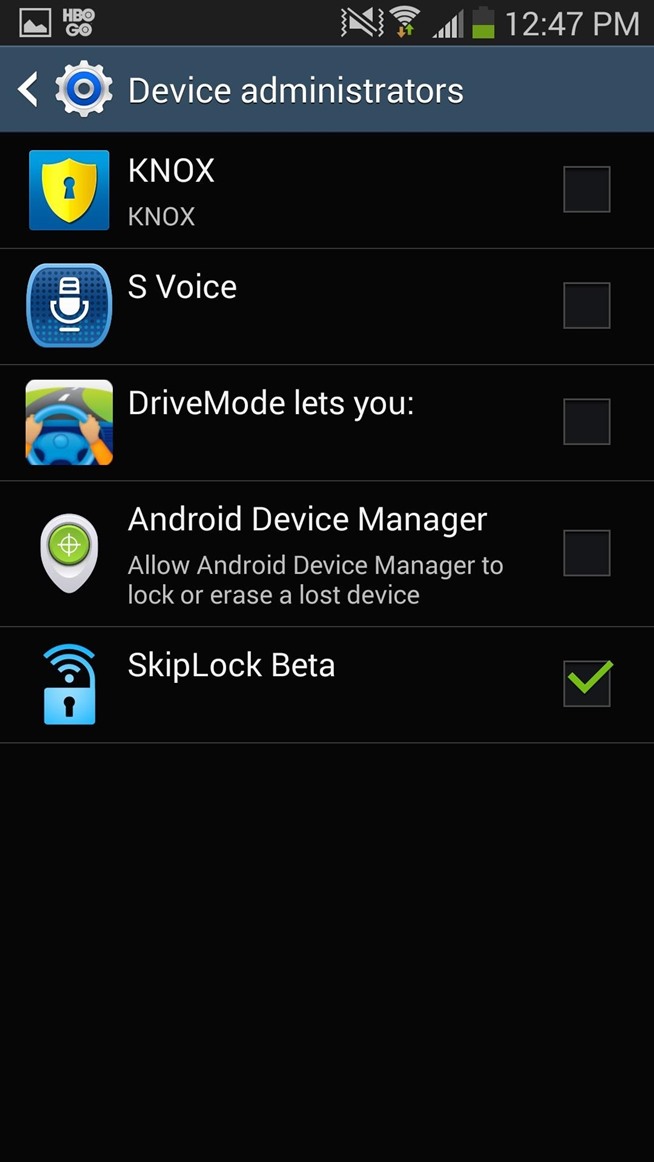 HBO
GO
12:47 PM
Device administrators
KNOX
KNOX
S Voice
DriveMode lets you:
Android Device Manager
Allow Android Device Manager to
lock or erase a lost device
SkipLock Beta